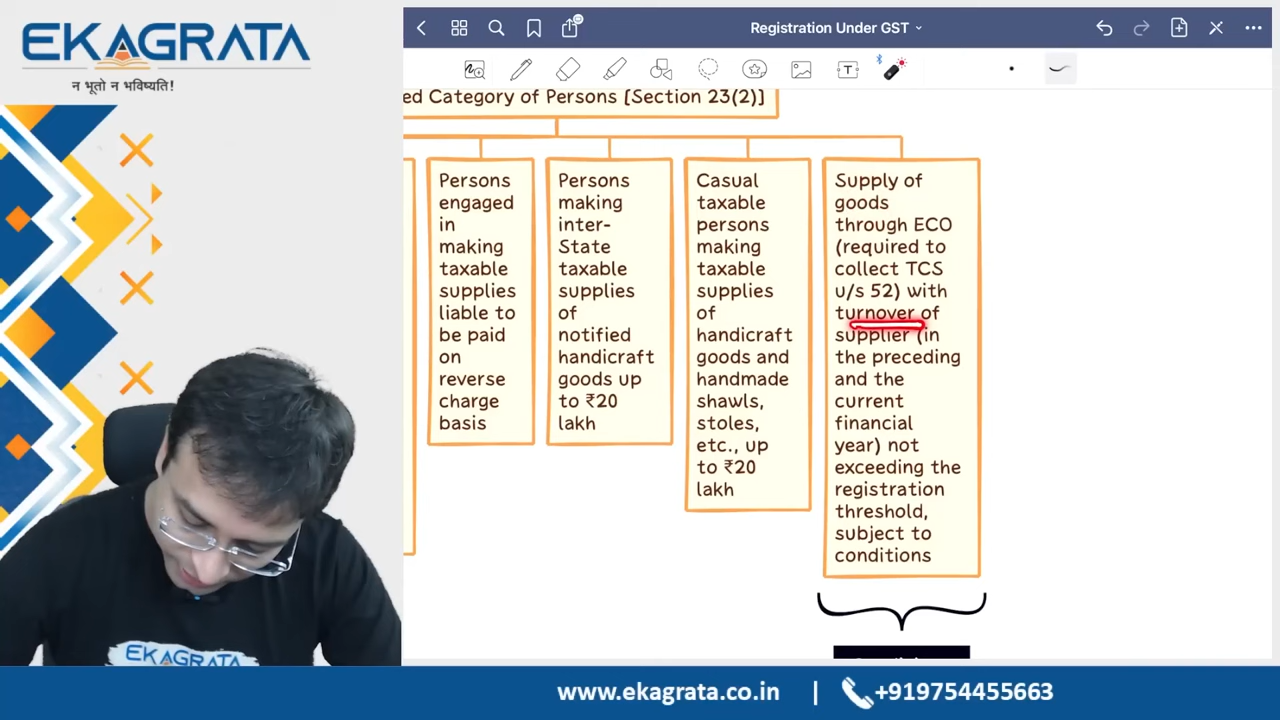 EKAGRATA
न भूतो न भविष्यति!
Registration Under GST
T
ed Category of Persons [Section 23(2)]
Persons
engaged
in
making
taxable
supplies
liable to
be paid
on
reverse
charge
basis
Persons
making
inter-
State
taxable
supplies
of
notified
handicraft
goods up
to ₹20
lakh
Casual
taxable
persons
making
taxable
supplies
of
handicraft
goods and
handmade
shawls,
stoles,
etc., up
to ₹20
lakh
Supply of
goods
through ECO
(required to
collect TCS
u/s 52) with
turnover of
supplier (in
the preceding
and the
current
financial
year) not
exceeding the
registration
threshold,
subject to
conditions
EKAGRATA
www.ekagrata.co.in | +919754455663